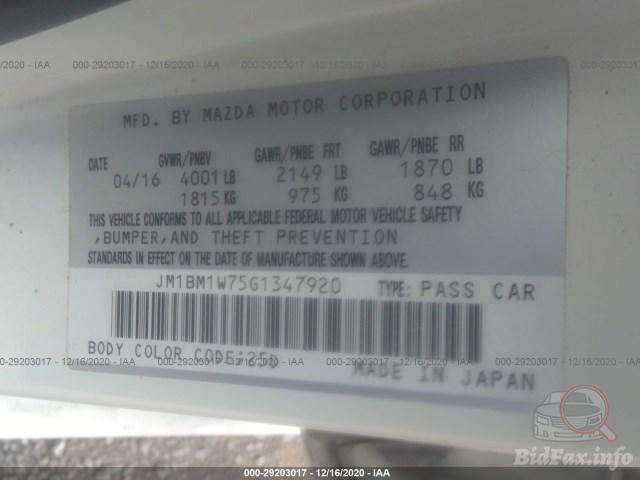 000-29203017 - 12/16/2020 - IAA
MFD. BY MAZDA MOTOR CORPORATION
DATE GVWR/PNBV GAWR/PNBE FRT GAWR/PNBE RR
04/16 4001 LB 2149 LB 1870 LB
1815 KG 975 KG 848 KG
THIS VEHICLE CONFORMS TO ALL APPLICABLE FEDERAL MOTOR VEHICLE SAFETY
,BUMPER,AND THEFT PREVENTION
STANDARDS IN EFFECT ON THE DATE OF MANUFACTURE SHOWN ABOVE.
JM1BM1W75G1347920 TYPE: PASS CAR
BODY COLOR CODE:25D
MADE IN JAPAN
000-29203017 - 12/16/2020 - IAA
BidFax.info
000-29203017 - 12/16/2020 - IAA